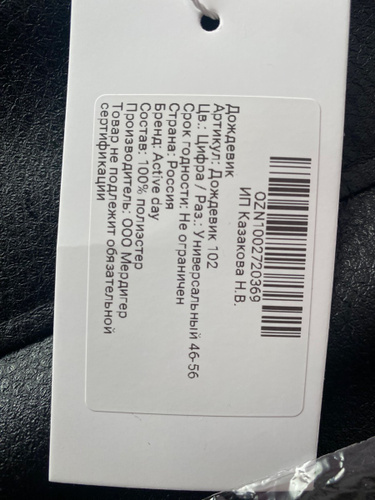 OZN1002720369
ИП Казакова Н.В.
Дождевик
Артикул: Дождевик 102
Цв.: Цифра / Раз.: Универсальный 46-56
Срок годности: Не ограничен
Страна: Россия
Бренд: Active day
Состав: 100% полиэстер
Производитель: ООО Мердигер
Товар не подлежит обязательной
сертификации